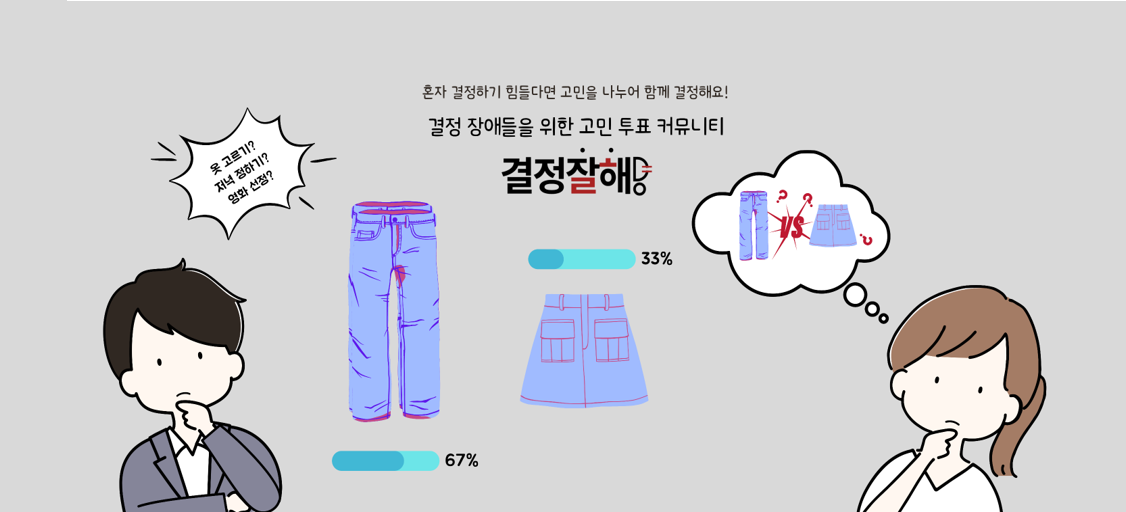 혼자 결정하기 힘들다면 고민을 나누어 함께 결정해요!
결정 장애들을 위한 고민 투표 커뮤니티
결정잘해
옷 고르기?
저녁 정하기?
영화 선정?
? ?
VS
?
33%
67%